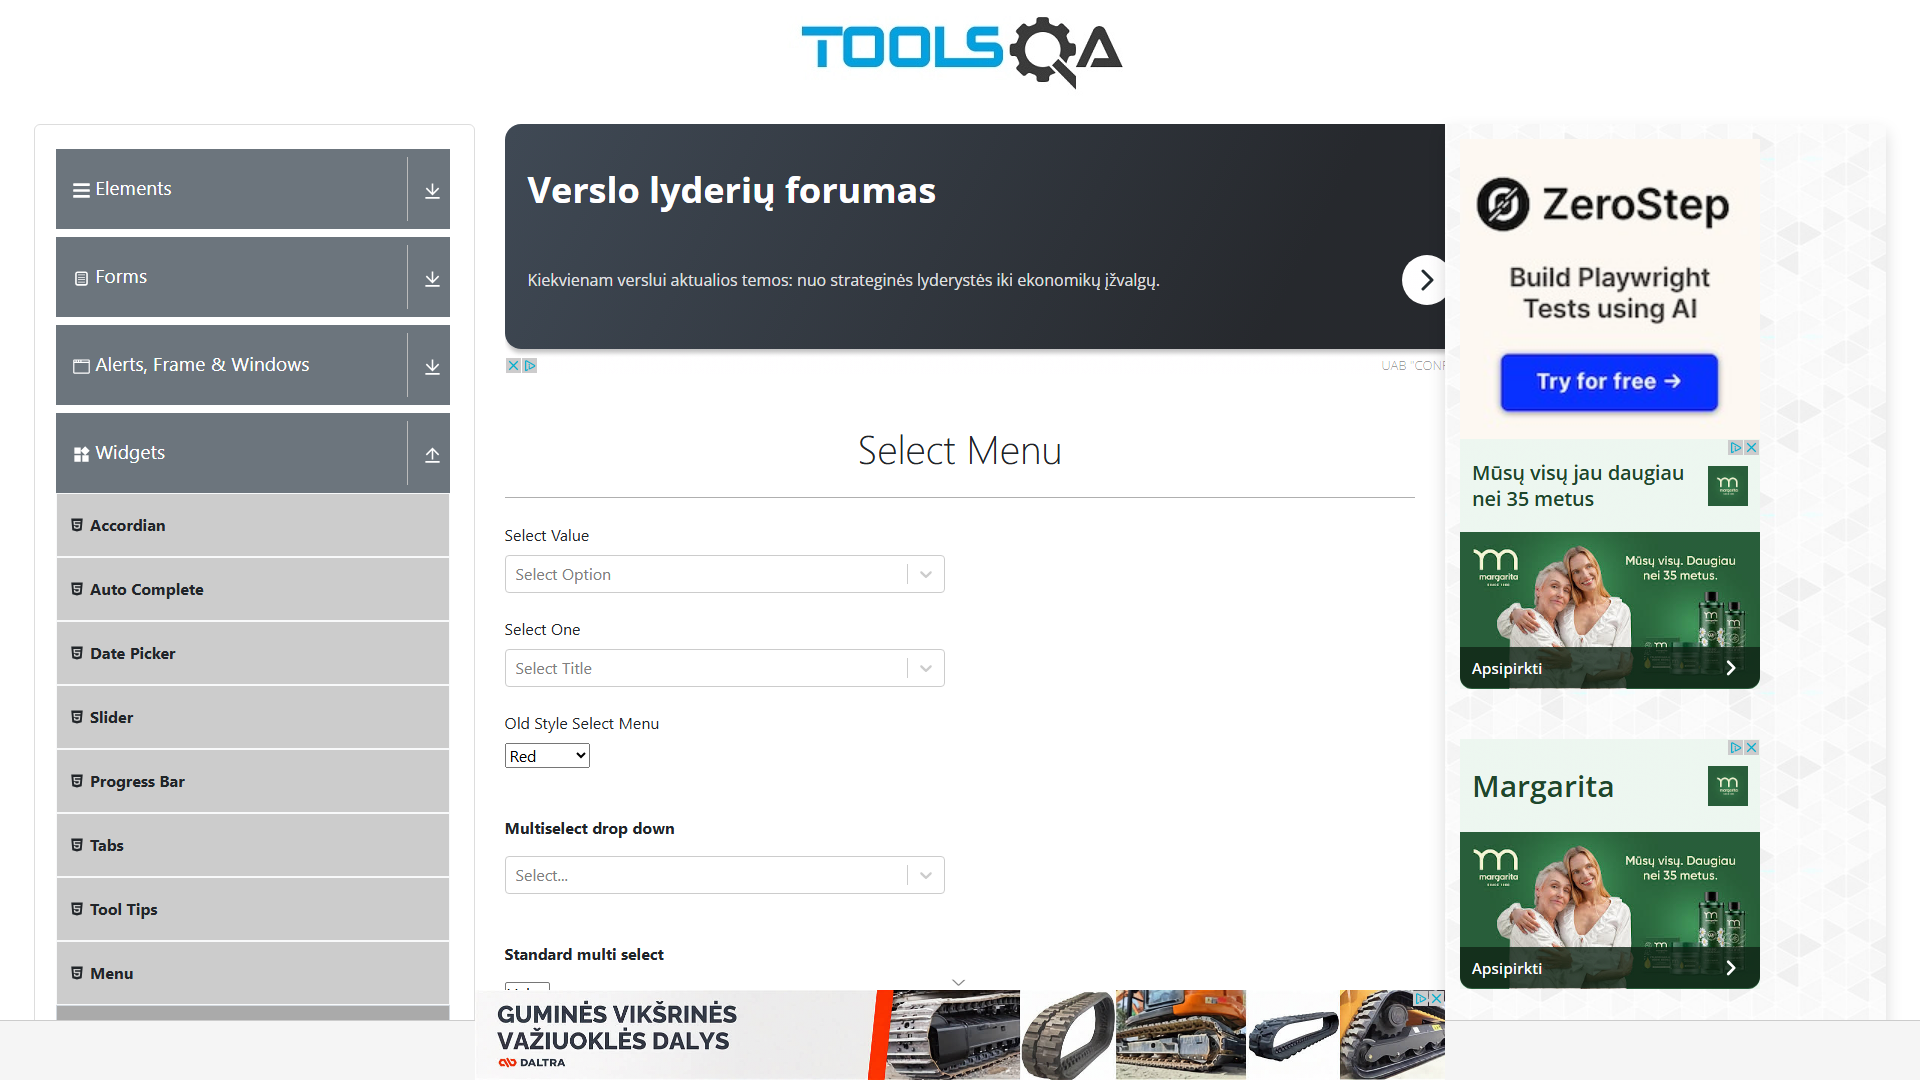 TOOLSQA
Elements
Forms
Alerts, Frame & Windows
Widgets
Accordian
Auto Complete
Date Picker
Slider
Progress Bar
Tabs
Tool Tips
Menu
Verslo lyderių forumas
Kiekvienam verslui aktualios temos: nuo strateginės lyderystės iki ekonomikų įžvalgų.
UAB "CONF
Select Menu
Select Value
Select Option
Select One
Select Title
Old Style Select Menu
Red
Multiselect drop down
Select...
Standard multi select
GUMINĖS VIKŠRINĖS
VAŽIUOKLĖS DALYS
DALTRA
ZeroStep
Build Playwright
Tests using AI
Try for free →
Mūsų visų jau daugiau
nei 35 metus
margarita
Mūsų visų. Daugiau
nei 35 metus.
Apsipirkti
Margarita
margarita
Mūsų visų. Daugiau
nei 35 metus.
Apsipirkti